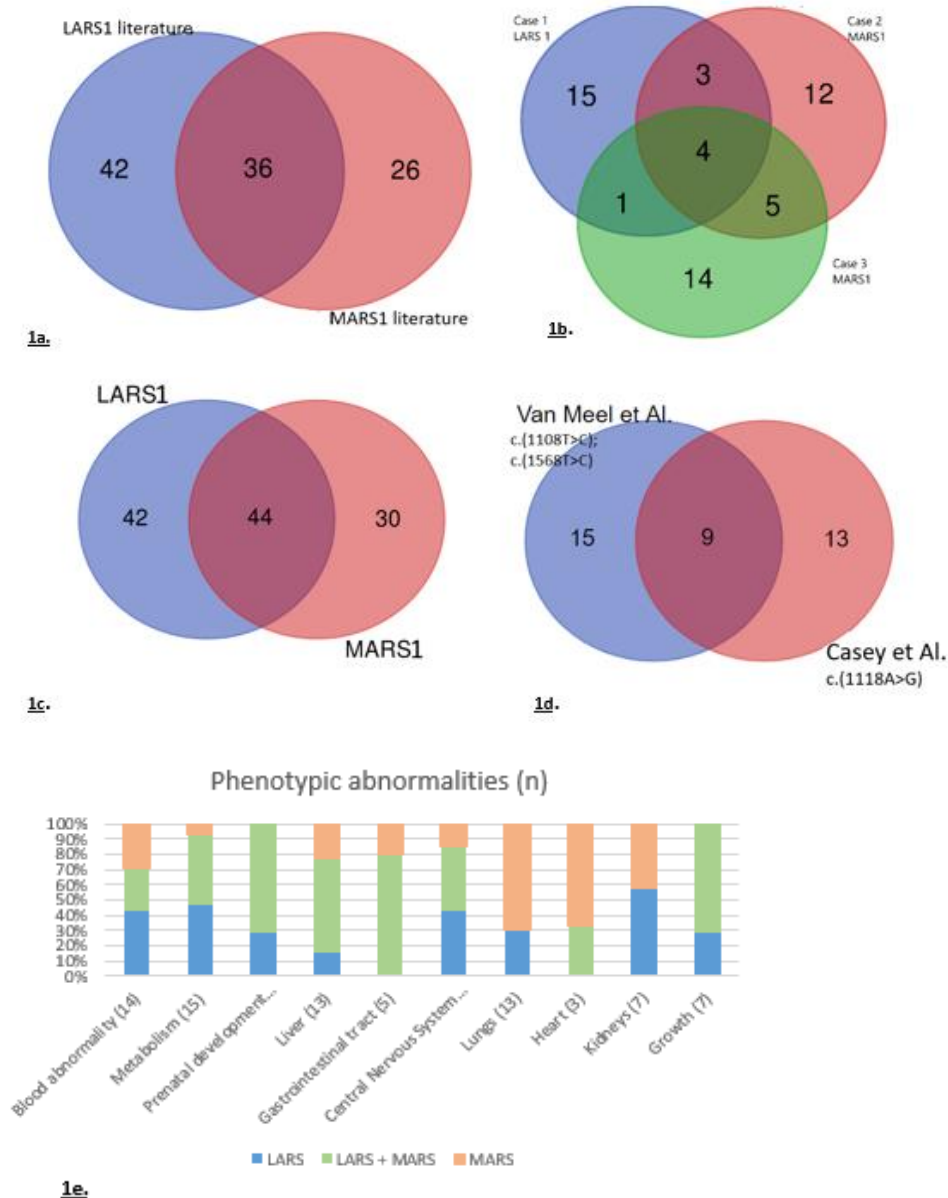 LARS1 literature
42
36
26
MARS1 literature
1a.
Case 1
LARS 1
Case 2
MARS1
15
3
12
4
1
5
14
Case 3
MARS1
1b.
LARS1
42
44
30
MARS1
1c.
Van Meel et Al.
c.(1108T>C);
c.(1568T>C)
15
9
13
Casey et Al.
c.(1118A>G)
1d.
Phenotypic abnormalities (n)
100%
90%
80%
70%
60%
50%
40%
30%
20%
10%
0%
Blood abnormality (14)
Metabolism (15)
Prenatal development...
Liver (13)
Gastrointestinal tract (5)
Central Nervous System...
Lungs (13)
Heart (3)
Kidneys (7)
Growth (7)
LARS LARS + MARS MARS
1e.